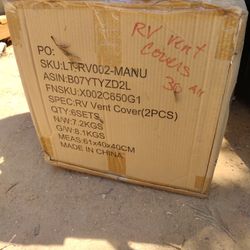 PO:
SKU:LT-RV002-MANU
ASIN:B07YTYZD2L
FNSKU:X002C650G1
SPEC:RV Vent Cover(2PCS)
QTY:6SETS
N/W:7.2KGS
G/W:8.1KGS
MEAS:61x40x40CM
MADE IN CHINA
RV vent
covers
30